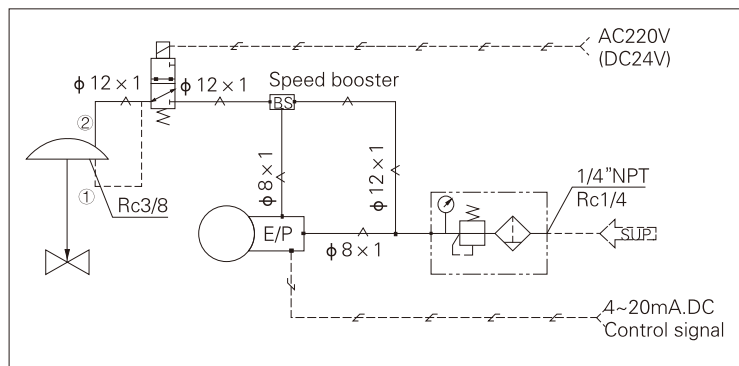 AC220V
(DC24V)
ϕ 12×1
ϕ 12×1
Speed booster
BS
②
ϕ 8×1
ϕ 12×1
1/4”NPT
Rc1/4
①
Rc3/8
E/P
SUP
ϕ 8×1
4~20mA.DC
Control signal